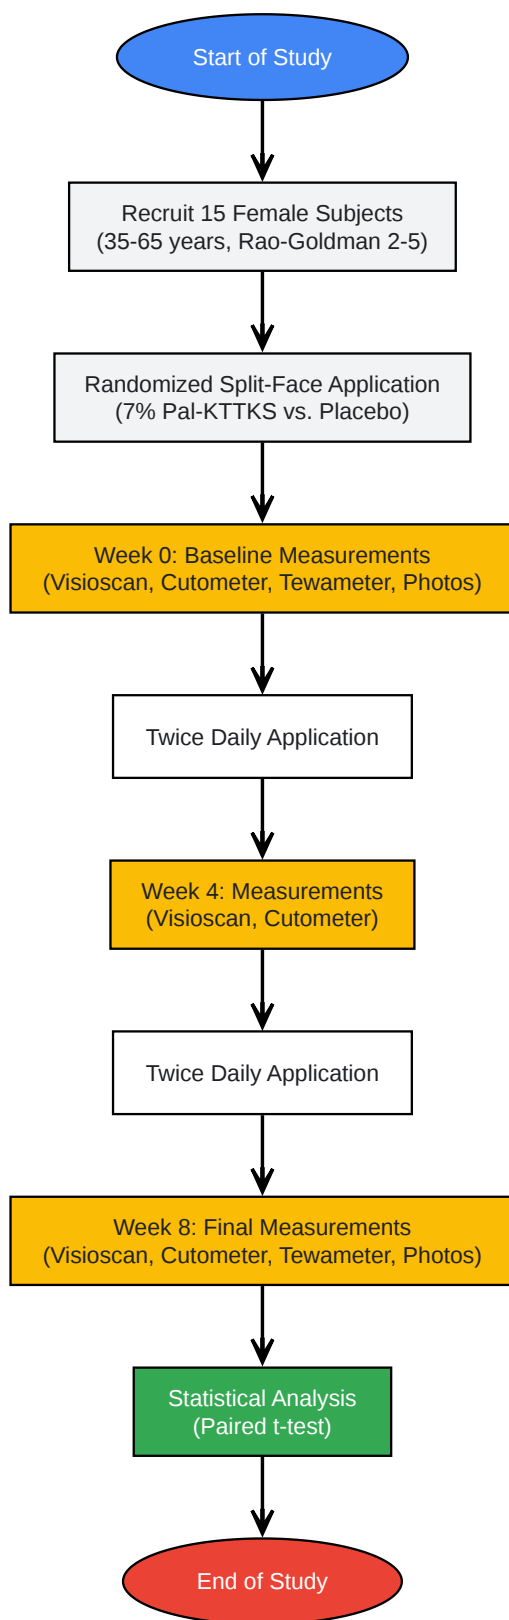 Start of Study
Recruit 15 Female Subjects
(35-65 years, Rao-Goldman 2-5)
Randomized Split-Face Application
(7% Pal-KTTKS vs. Placebo)
Week 0: Baseline Measurements
(Visioscan, Cutometer, Tewameter, Photos)
Twice Daily Application
Week 4: Measurements
(Visioscan, Cutometer)
Twice Daily Application
Week 8: Final Measurements
(Visioscan, Cutometer, Tewameter, Photos)
Statistical Analysis
(Paired t-test)
End of Study